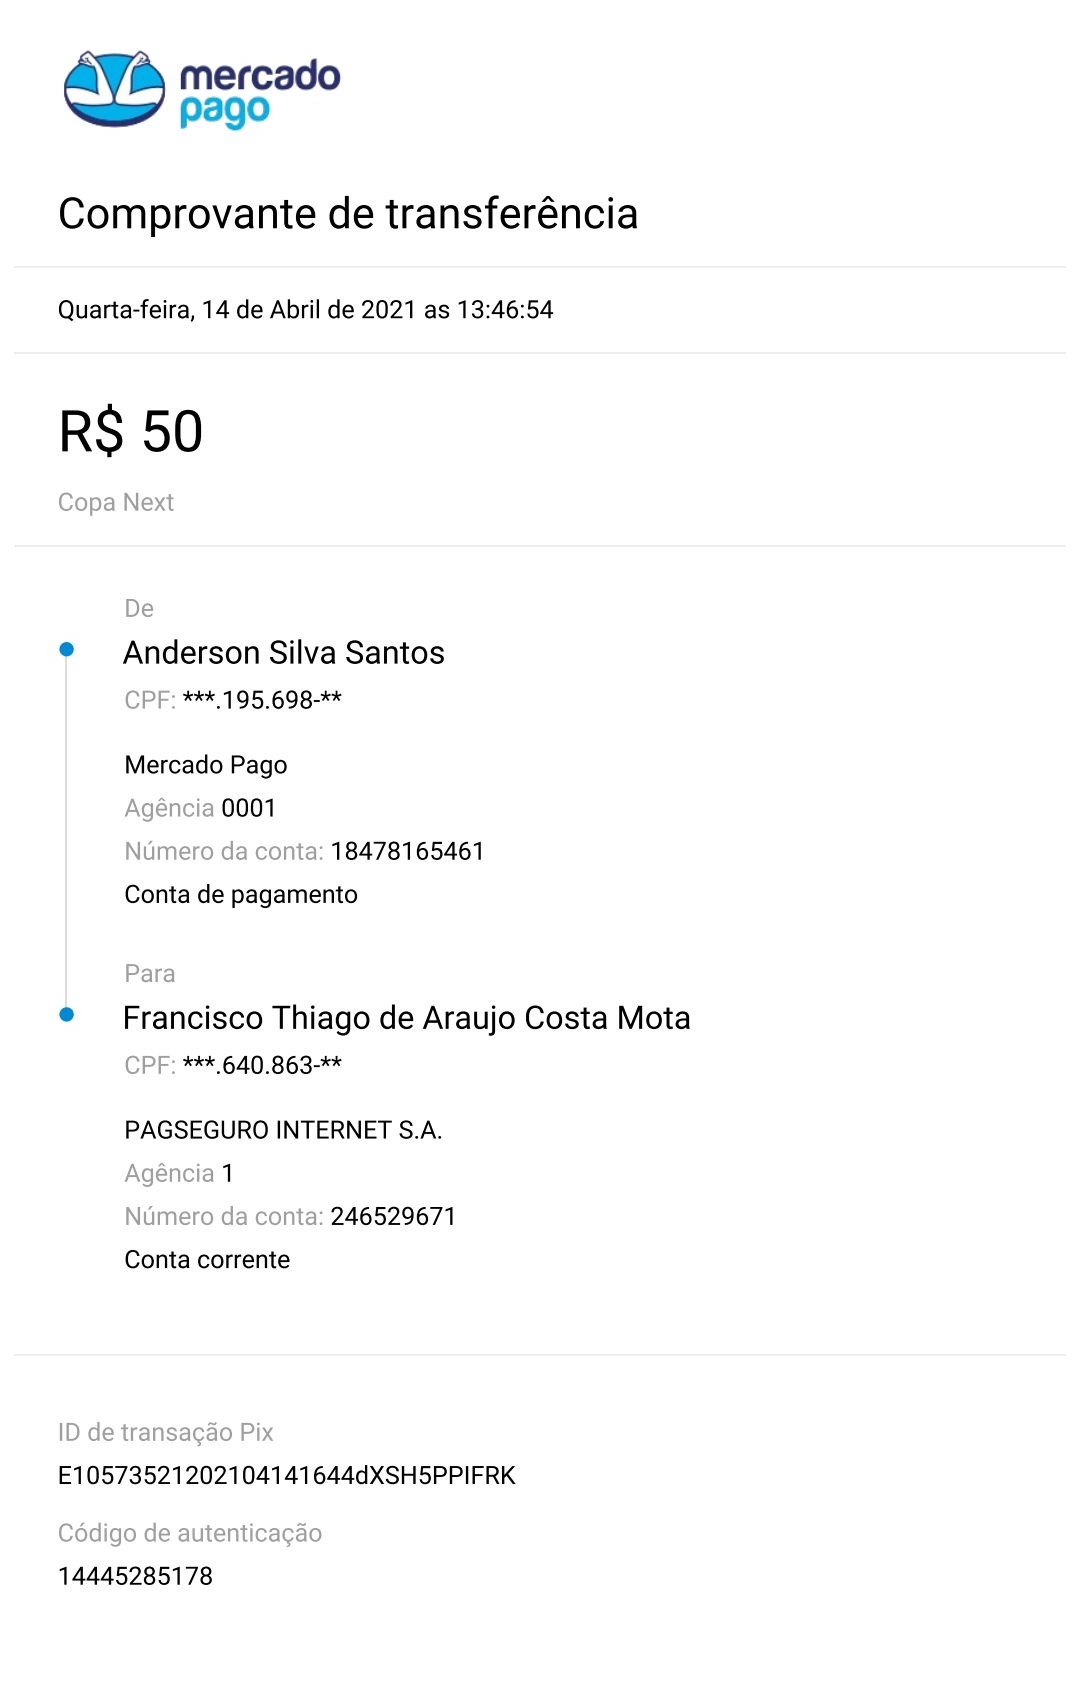 mercado
pago
Comprovante de transferência
Quarta-feira, 14 de Abril de 2021 as 13:46:54
R$ 50
Copa Next
De
Anderson Silva Santos
CPF: ***.195.698-**
Mercado Pago
Agência 0001
Número da conta: 18478165461
Conta de pagamento
Para
Francisco Thiago de Araujo Costa Mota
CPF: ***.640.863-**
PAGSEGURO INTERNET S.A.
Agência 1
Número da conta: 246529671
Conta corrente
ID de transação Pix
E10573521202104141644dXSH5PPIFRK
Código de autenticação
14445285178